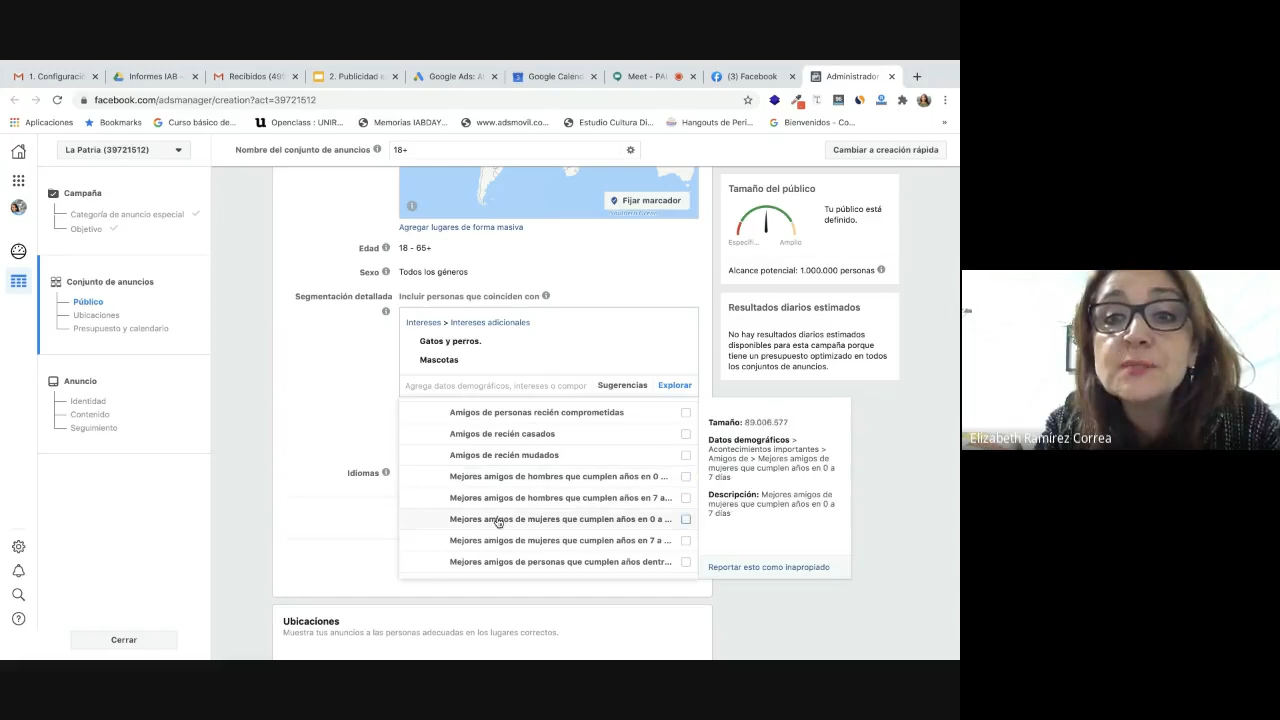 1. Configuració
Informes IAB -
Recibidos (495
2. Publicidad e
Google Ads: A
Google Calend
Meet - PAU
(3) Facebook
Administrador
facebook.com/adsmanager/creation?act=39721512
Aplicaciones
Bookmarks
Curso básico de...
Openclass : UNIR...
Memorias IABDAY...
www.adsmovil.co...
Estudio Cultura Di...
Hangouts de Peri...
Bienvenidos - Co...
»
La Patria (39721512)
Nombre del conjunto de anuncios
18+
Cambiar a creación rápida
Campaña
Categoría de anuncio especial
Objetivo
Conjunto de anuncios
Público
Ubicaciones
Presupuesto y calendario
Anuncio
Identidad
Contenido
Seguimiento
Cerrar
Fijar marcador
Southern Ocean
Agregar lugares de forma masiva
Edad
18 - 65+
Sexo
Todos los géneros
Segmentación detallada
Incluir personas que coinciden con
Intereses > Intereses adicionales
Gatos y perros.
Mascotas
Agrega datos demográficos, intereses o compor
Sugerencias
Explorar
Amigos de personas recién comprometidas
Amigos de recién casados
Amigos de recién mudados
Mejores amigos de hombres que cumplen años en 0 ...
Mejores amigos de hombres que cumplen años en 7 a...
Mejores amigos de mujeres que cumplen años en 0 a ...
Mejores amigos de mujeres que cumplen años en 7 a ...
Mejores amigos de personas que cumplen años dentr...
Idiomas
Ubicaciones
Muestra tus anuncios a las personas adecuadas en los lugares correctos.
Tamaño del público
Tu público está
definido.
Específi...
Amplio
Alcance potencial: 1.000.000 personas
Resultados diarios estimados
No hay resultados diarios estimados
disponibles para esta campaña porque
tiene un presupuesto optimizado en todos
los conjuntos de anuncios.
Tamaño: 89.006.577
Datos demográficos >
Acontecimientos importantes >
Amigos de > Mejores amigos de
mujeres que cumplen años en 0 a
7 días
Descripción: Mejores amigos de
mujeres que cumplen años en 0 a
7 días
Reportar esto como inapropiado
Elizabeth Ramírez Correa